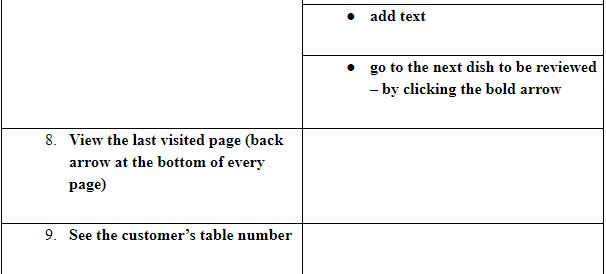 ● add text
● go to the next dish to be reviewed
– by clicking the bold arrow
8. View the last visited page (back
arrow at the bottom of every
page)
9. See the customer’s table number